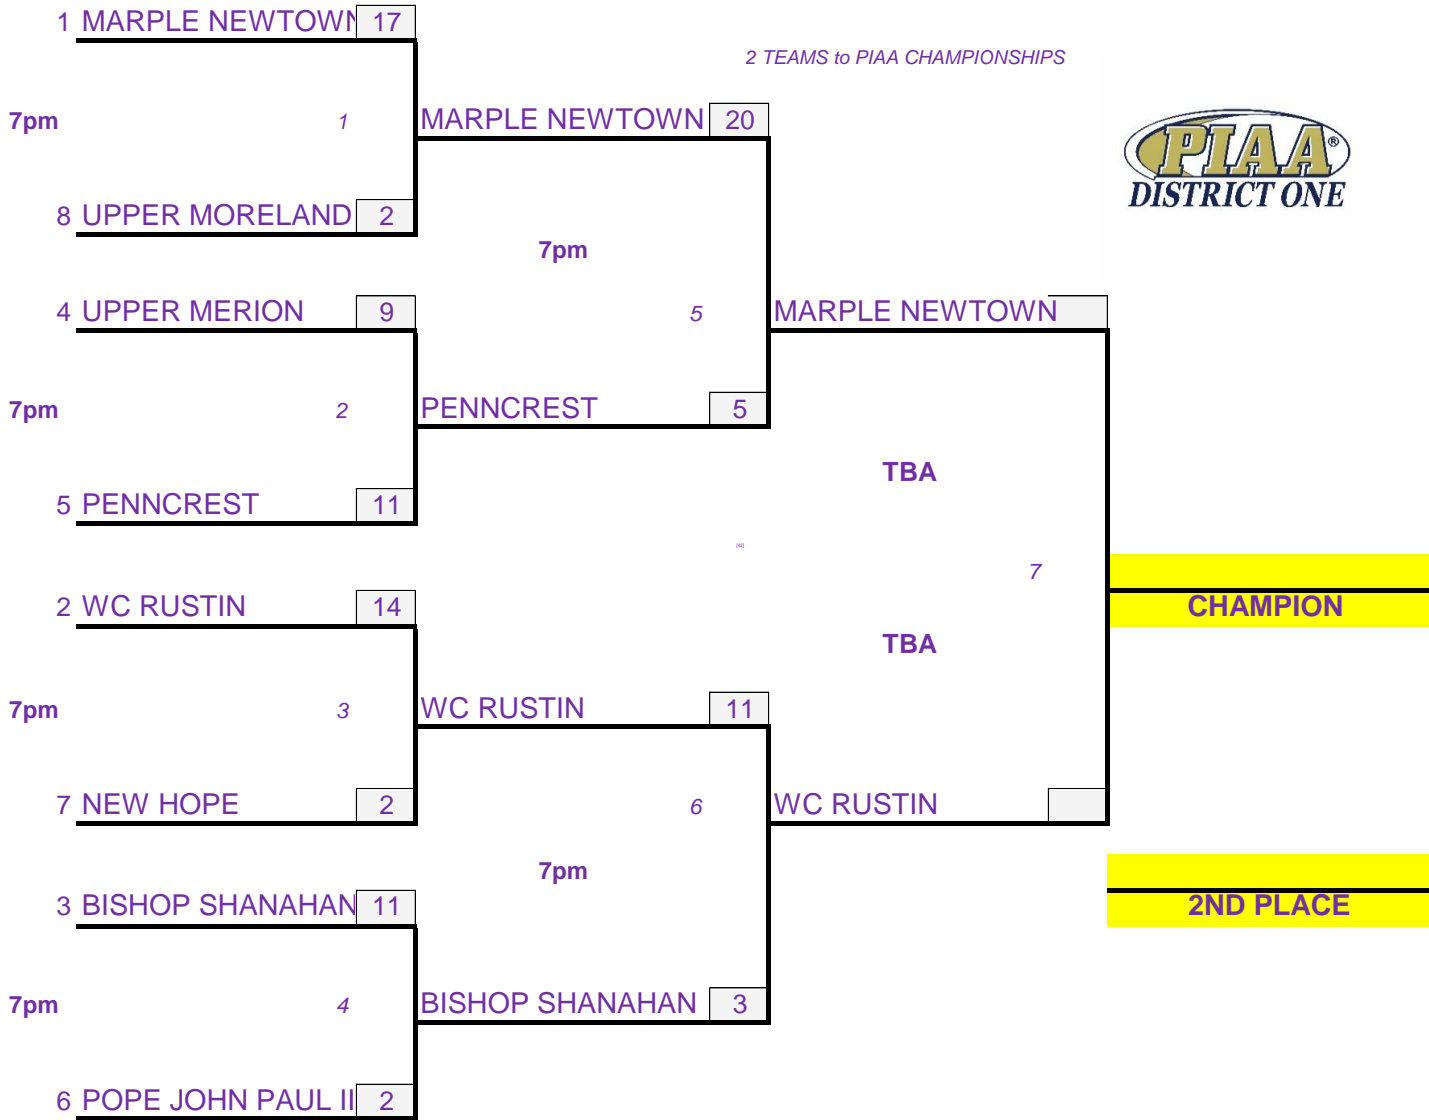 1 MARPLE NEWTOWN 17
2 TEAMS to PIAA CHAMPIONSHIPS
7pm 1 MARPLE NEWTOWN 20
PIAA®
DISTRICT ONE
8 UPPER MORELAND 2
7pm
4 UPPER MERION 9
5 MARPLE NEWTOWN
7pm 2 PENNCREST 5
TBA
5 PENNCREST 11
7
2 WC RUSTIN 14
CHAMPION
TBA
7pm 3 WC RUSTIN 11
7 NEW HOPE 2
6 WC RUSTIN
7pm
3 BISHOP SHANAHAN 11
2ND PLACE
7pm 4 BISHOP SHANAHAN 3
6 POPE JOHN PAUL II 2